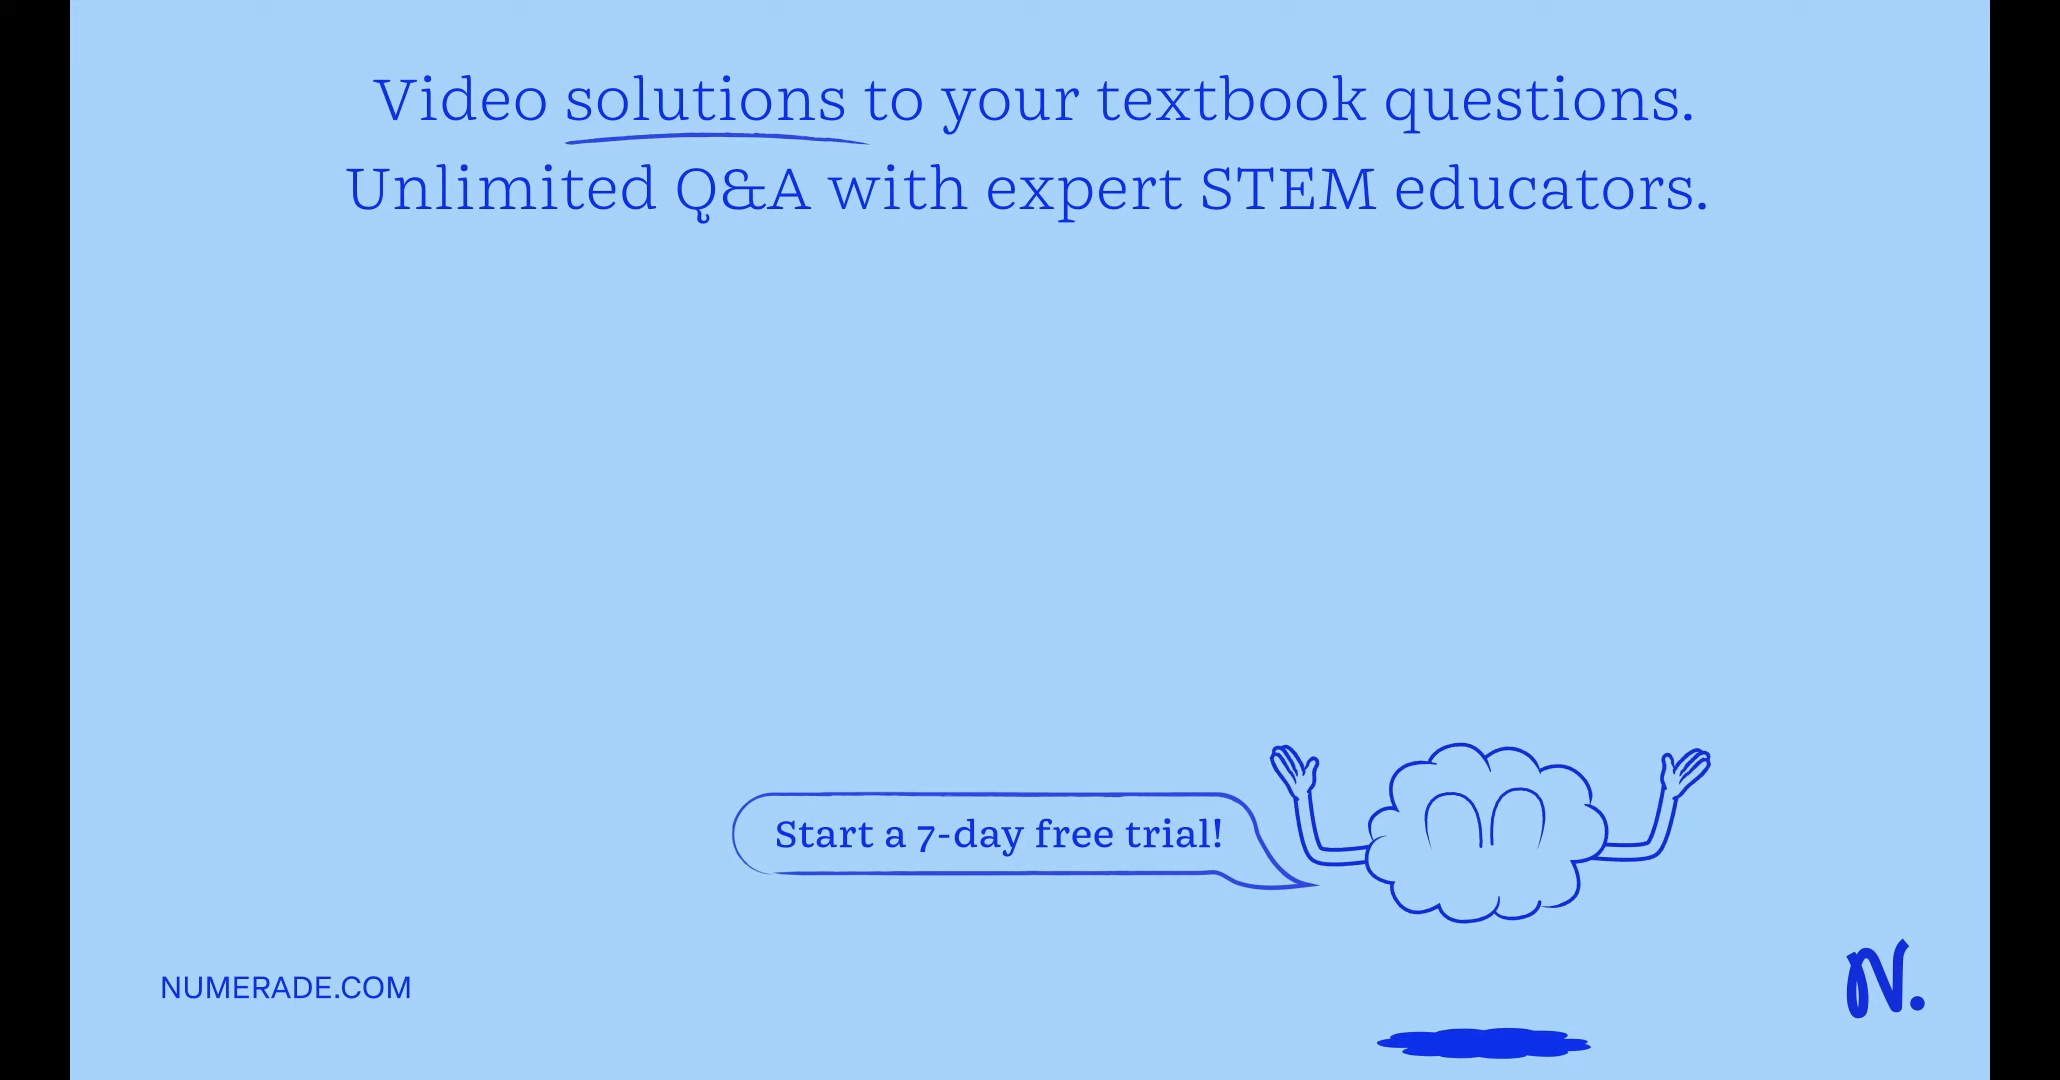 Video solutions to your textbook questions.
Unlimited Q&A with expert STEM educators.
Start a 7-day free trial!
NUMERADE.COM
N.